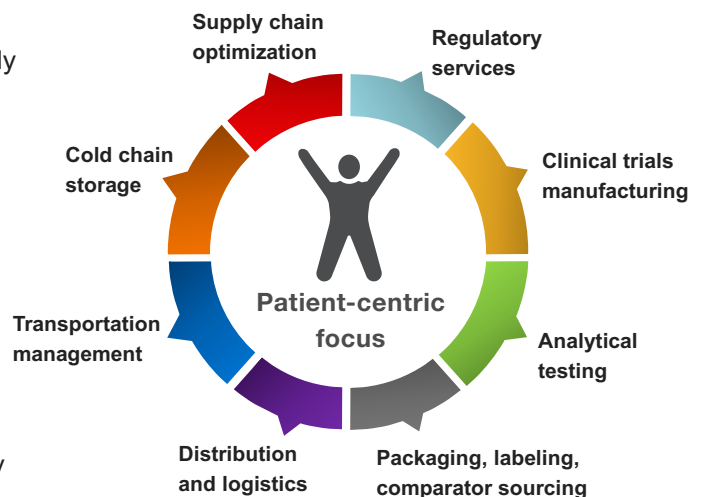 Supply chain
optimization
Regulatory
services
Cold chain
storage
Clinical trials
manufacturing
Patient-centric
focus
Transportation
management
Analytical
testing
Distribution
and logistics
Packaging, labeling,
comparator sourcing